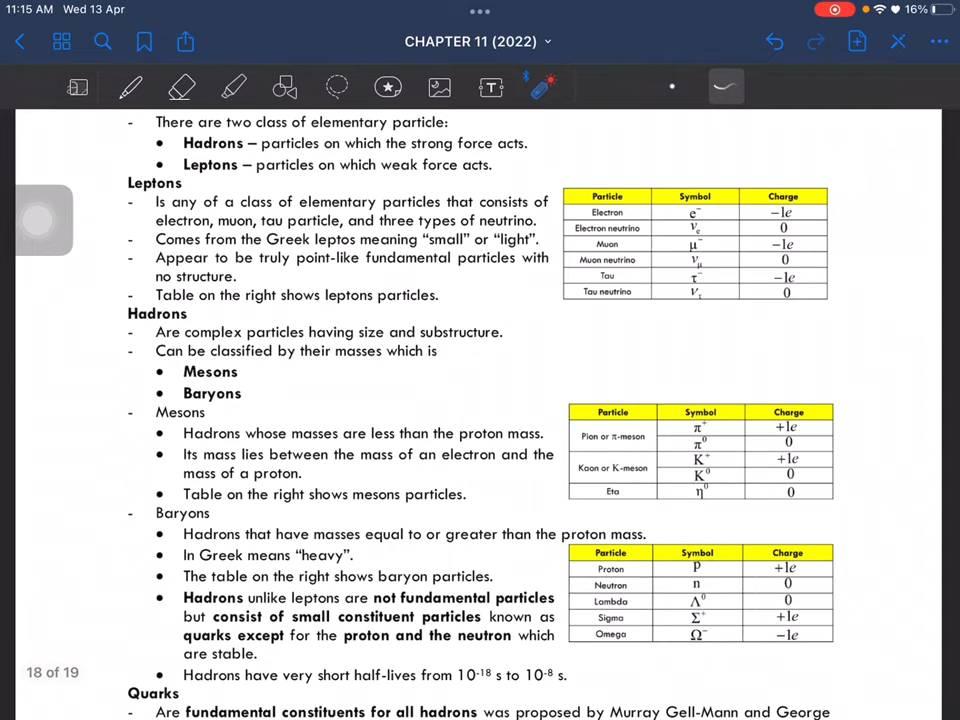 11:15 AM Wed 13 Apr
16%
CHAPTER 11 (2022)
- There are two class of elementary particle:
• Hadrons – particles on which the strong force acts.
• Leptons – particles on which weak force acts.
Leptons
- Is any of a class of elementary particles that consists of
electron, muon, tau particle, and three types of neutrino.
- Comes from the Greek leptos meaning “small” or “light”.
- Appear to be truly point-like fundamental particles with
no structure.
- Table on the right shows leptons particles.
Particle Symbol Charge
Electron e⁻ −1e
Electron neutrino νₑ 0
Muon μ⁻ −1e
Muon neutrino ν_μ 0
Tau τ⁻ −1e
Tau neutrino ν_τ 0
Hadrons
- Are complex particles having size and substructure.
- Can be classified by their masses which is
• Mesons
• Baryons
- Mesons
• Hadrons whose masses are less than the proton mass.
• Its mass lies between the mass of an electron and the
mass of a proton.
• Table on the right shows mesons particles.
Particle Symbol Charge
Pion or π-meson π⁺ +1e
π⁰ 0
Kaon or K-meson K⁺ +1e
K⁰ 0
Eta η⁰ 0
- Baryons
• Hadrons that have masses equal to or greater than the proton mass.
• In Greek means “heavy”.
• The table on the right shows baryon particles.
• Hadrons unlike leptons are not fundamental particles
but consist of small constituent particles known as
quarks except for the proton and the neutron which
are stable.
• Hadrons have very short half-lives from 10⁻¹⁸ s to 10⁻⁸ s.
Particle Symbol Charge
Proton p +1e
Neutron n 0
Lambda Λ⁰ 0
Sigma Σ⁺ +1e
Omega Ω⁻ −1e
18 of 19
Quarks
- Are fundamental constituents for all hadrons was proposed by Murray Gell-Mann and George